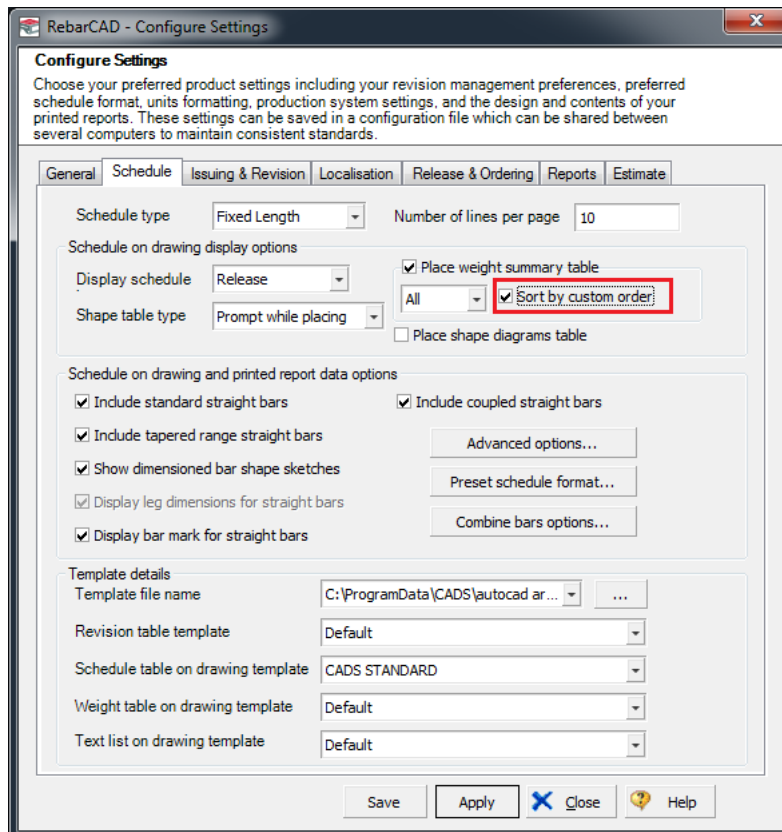 RebarCAD - Configure Settings
Configure Settings
Choose your preferred product settings including your revision management preferences, preferred
schedule format, units formatting, production system settings, and the design and contents of your
printed reports. These settings can be saved in a configuration file which can be shared between
several computers to maintain consistent standards.
General Schedule Issuing & Revision Localisation Release & Ordering Reports Estimate
Schedule type Fixed Length Number of lines per page 10
Schedule on drawing display options
Display schedule Release
Place weight summary table
All Sort by custom order
Shape table type Prompt while placing
Place shape diagrams table
Schedule on drawing and printed report data options
Include standard straight bars Include coupled straight bars
Include tapered range straight bars Advanced options...
Show dimensioned bar shape sketches Preset schedule format...
Display leg dimensions for straight bars
Combine bars options...
Display bar mark for straight bars
Template details
Template file name C:\ProgramData\CADS\autocad ar... ...
Revision table template Default
Schedule table on drawing template CADS STANDARD
Weight table on drawing template Default
Text list on drawing template Default
Save Apply Close Help